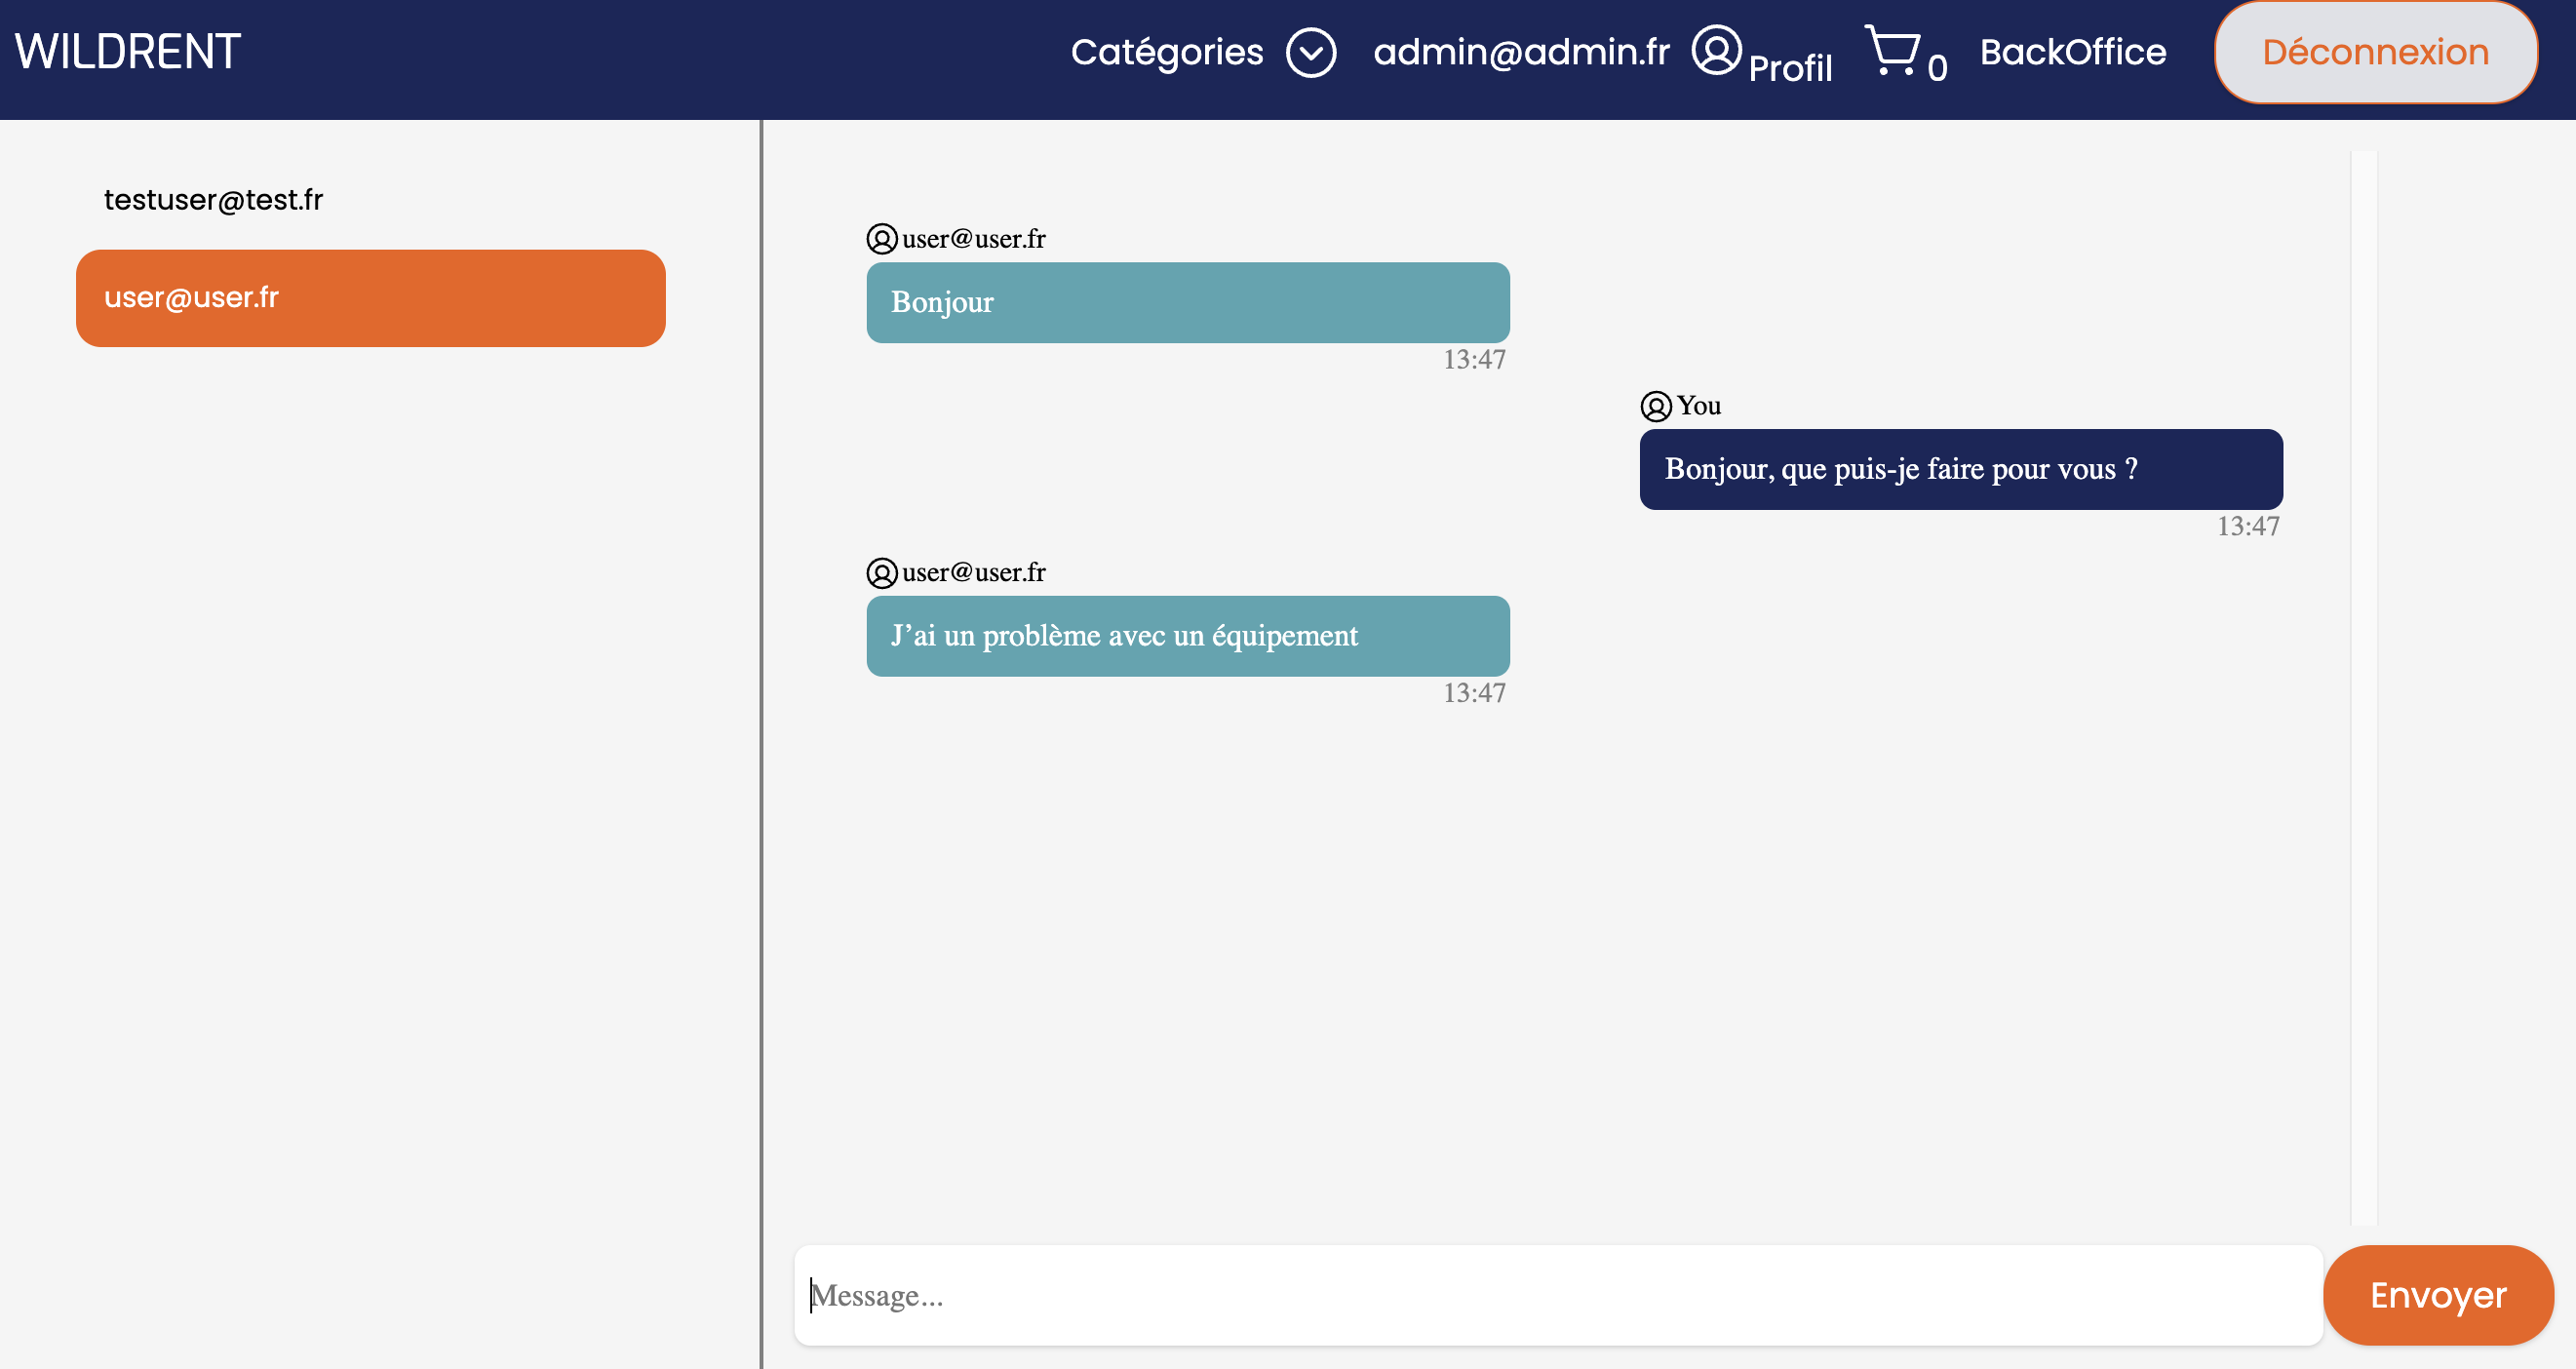 WILDRENT
Catégories admin@admin.fr Profil 0 BackOffice Déconnexion
testuser@test.fr
user@user.fr
user@user.fr
Bonjour
13:47
You
Bonjour, que puis-je faire pour vous ?
13:47
user@user.fr
J’ai un problème avec un équipement
13:47
Message...
Envoyer